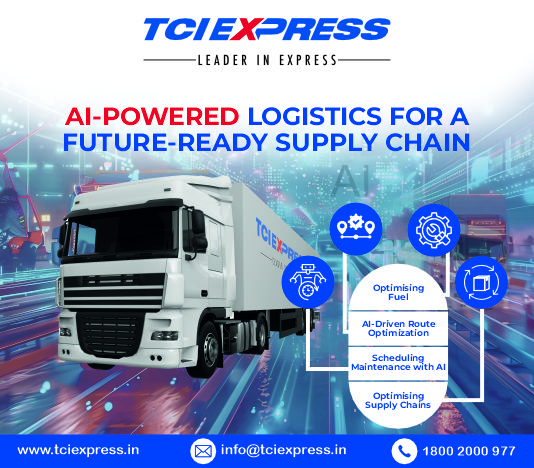 TCIEXPRESS
LEADER IN EXPRESS
AI-POWERED LOGISTICS FOR A
FUTURE-READY SUPPLY CHAIN
AI
TCIEXPRESS
Optimising
Fuel
AI-Driven Route
Optimization
Scheduling
Maintenance with AI
Optimising
Supply Chains
www.tciexpress.in
info@tciexpress.in
1800 2000 977